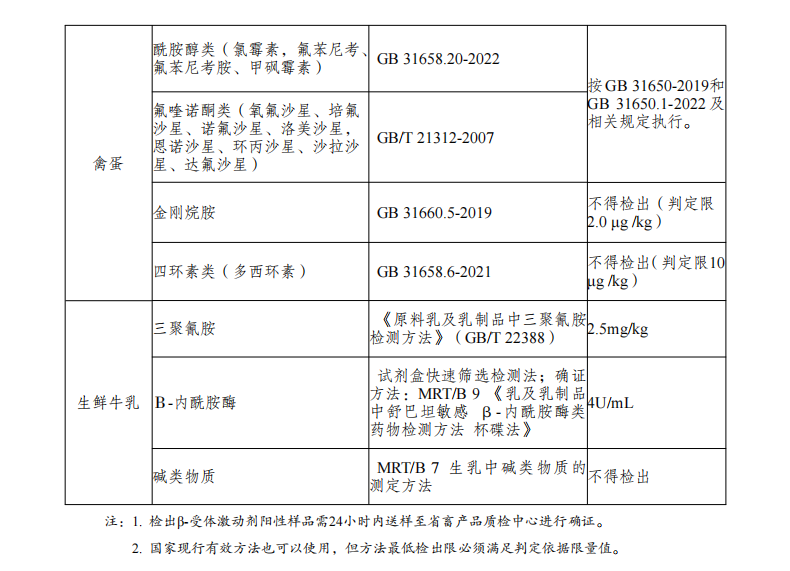 禽蛋
酰胺醇类（氯霉素，氟苯尼考、
氟苯尼考胺、甲砜霉素）
GB 31658.20-2022
按GB 31650-2019和
GB 31650.1-2022 及
相关规定执行。
氟喹诺酮类（氧氟沙星、培氟
沙星、诺氟沙星、洛美沙星，
恩诺沙星、环丙沙星、沙拉沙
星、达氟沙星）
GB/T 21312-2007
金刚烷胺
GB 31660.5-2019
不得检出（判定限
2.0 μg /kg）
四环素类（多西环素）
GB 31658.6-2021
不得检出（判定限10
μg /kg）
生鲜牛乳
三聚氰胺
《原料乳及乳制品中三聚氰胺
检测方法》（GB/T 22388）
2.5mg/kg
Β-内酰胺酶
试剂盒快速筛选检测法；确证
方法：MRT/B 9 《乳及乳制品
中舒巴坦敏感 β-内酰胺酶类
药物检测方法 杯碟法》
4U/mL
碱类物质
MRT/B 7 生乳中碱类物质的
测定方法
不得检出
注：1. 检出β-受体激动剂阳性样品需24小时内送样至省畜产品质检中心进行确证。
2. 国家现行有效方法也可以使用，但方法最低检出限必须满足判定依据限量值。